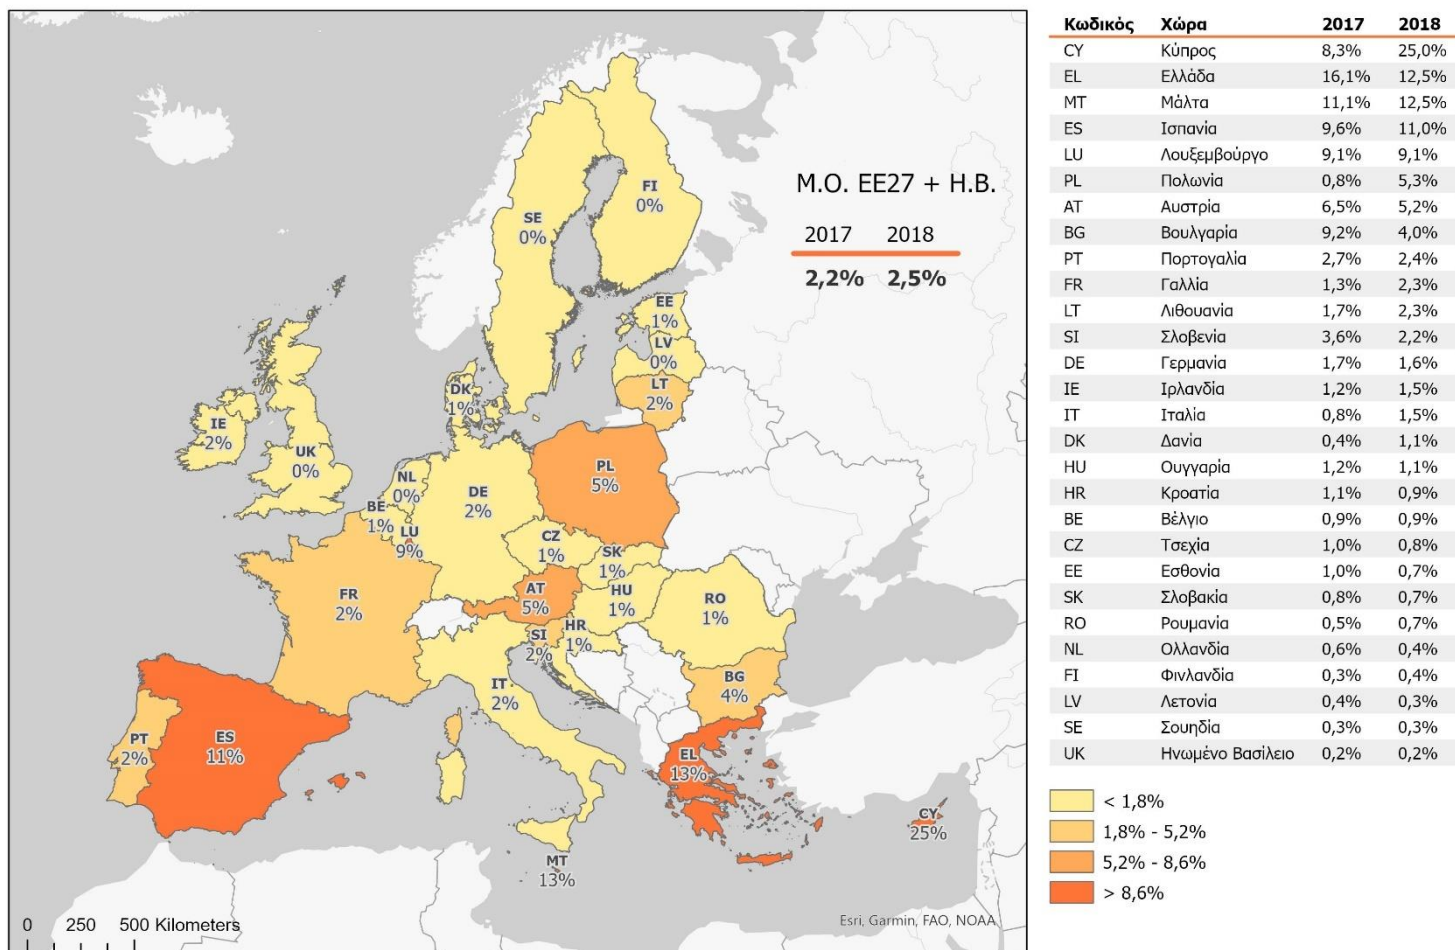 FI
0%
SE
0%
M.O. ΕΕ27 + Η.Β.
2017 2018
2,2% 2,5%
EE
1%
LV
0%
LT
2%
DK
1%
IE
2%
UK
0%
NL
0%
BE
1%
LU
9%
DE
2%
PL
5%
CZ
1%
SK
1%
AT
5%
HU
1%
RO
1%
FR
2%
SI
2%
HR
1%
IT
2%
BG
4%
PT
2%
ES
11%
EL
13%
CY
25%
MT
13%
0 250 500 Kilometers
Esri, Garmin, FAO, NOAA
Κωδικός Χώρα 2017 2018
CY Κύπρος 8,3% 25,0%
EL Ελλάδα 16,1% 12,5%
MT Μάλτα 11,1% 12,5%
ES Ισπανία 9,6% 11,0%
LU Λουξεμβούργο 9,1% 9,1%
PL Πολωνία 0,8% 5,3%
AT Αυστρία 6,5% 5,2%
BG Βουλγαρία 9,2% 4,0%
PT Πορτογαλία 2,7% 2,4%
FR Γαλλία 1,3% 2,3%
LT Λιθουανία 1,7% 2,3%
SI Σλοβενία 3,6% 2,2%
DE Γερμανία 1,7% 1,6%
IE Ιρλανδία 1,2% 1,5%
IT Ιταλία 0,8% 1,5%
DK Δανία 0,4% 1,1%
HU Ουγγαρία 1,2% 1,1%
HR Κροατία 1,1% 0,9%
BE Βέλγιο 0,9% 0,9%
CZ Τσεχία 1,0% 0,8%
EE Εσθονία 1,0% 0,7%
SK Σλοβακία 0,8% 0,7%
RO Ρουμανία 0,5% 0,7%
NL Ολλανδία 0,6% 0,4%
FI Φινλανδία 0,3% 0,4%
LV Λετονία 0,4% 0,3%
SE Σουηδία 0,3% 0,3%
UK Ηνωμένο Βασίλειο 0,2% 0,2%
< 1,8%
1,8% - 5,2%
5,2% - 8,6%
> 8,6%